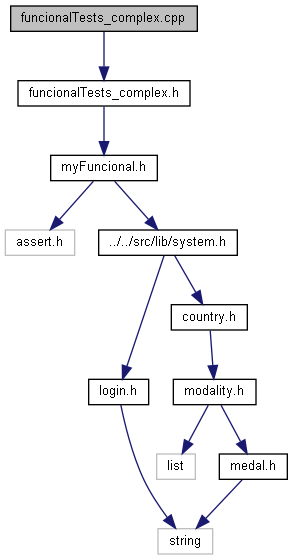 funcionalTests_complex.cpp
funcionalTests_complex.h
myFuncional.h
assert.h
../../src/lib/system.h
country.h
login.h
modality.h
list
medal.h
string